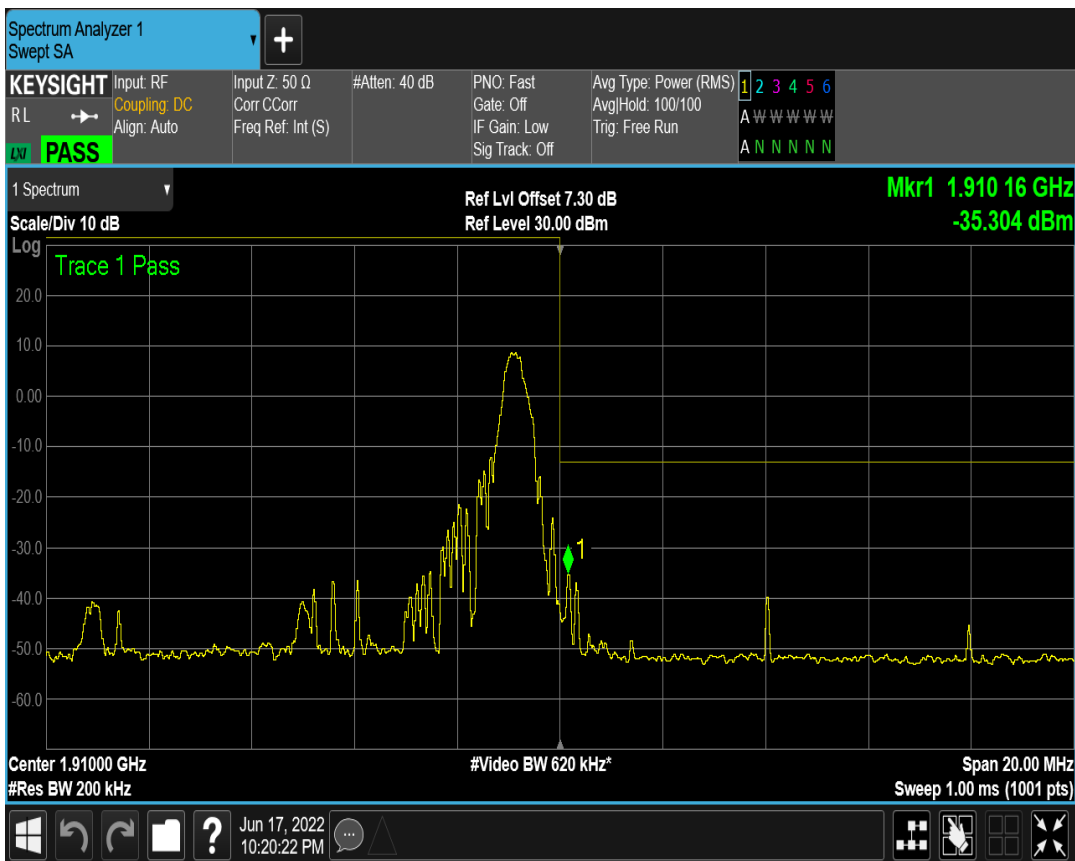 Spectrum Analyzer 1
Swept SA
+
KEYSIGHT Input: RF Input Z: 50 Ω #Atten: 40 dB PNO: Fast Avg Type: Power (RMS) 1 2 3 4 5 6
R L Coupling: DC Corr CCorr Gate: Off Avg|Hold: 100/100 A W W W W W
Align: Auto Freq Ref: Int (S) IF Gain: Low Trig: Free Run
LXI PASS Sig Track: Off A N N N N N
1 Spectrum Ref Lvl Offset 7.30 dB Mkr1 1.910 16 GHz
Scale/Div 10 dB Ref Level 30.00 dBm -35.304 dBm
Log
Trace 1 Pass
20.0
10.0
0.00
-10.0
-20.0
-30.0
1
-40.0
-50.0
-60.0
Center 1.91000 GHz #Video BW 620 kHz* Span 20.00 MHz
#Res BW 200 kHz Sweep 1.00 ms (1001 pts)
? Jun 17, 2022
10:20:22 PM